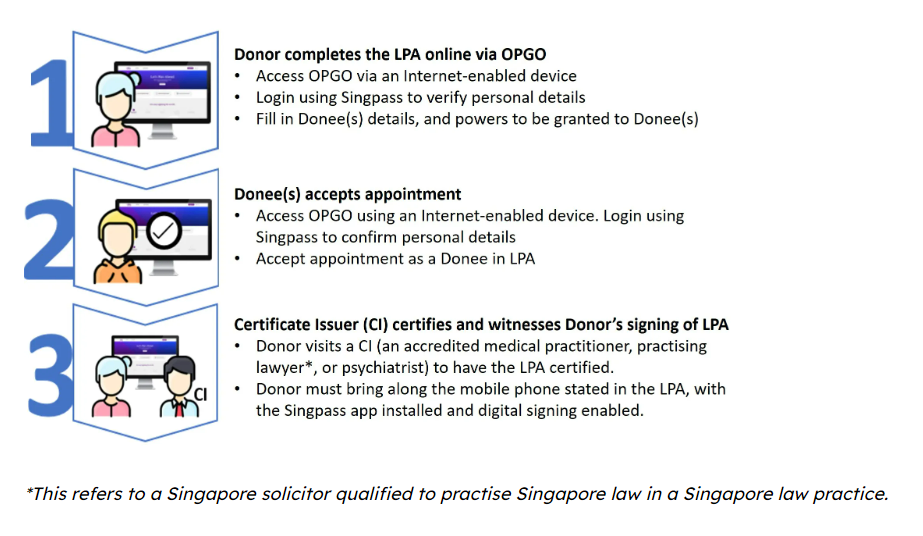 1
Donor completes the LPA online via OPGO
• Access OPGO via an Internet-enabled device
• Login using Singpass to verify personal details
• Fill in Donee(s) details, and powers to be granted to Donee(s)
2
Donee(s) accepts appointment
• Access OPGO using an Internet-enabled device. Login using
Singpass to confirm personal details
• Accept appointment as a Donee in LPA
3
CI
Certificate Issuer (CI) certifies and witnesses Donor’s signing of LPA
• Donor visits a CI (an accredited medical practitioner, practising
lawyer*, or psychiatrist) to have the LPA certified.
• Donor must bring along the mobile phone stated in the LPA, with
the Singpass app installed and digital signing enabled.
*This refers to a Singapore solicitor qualified to practise Singapore law in a Singapore law practice.